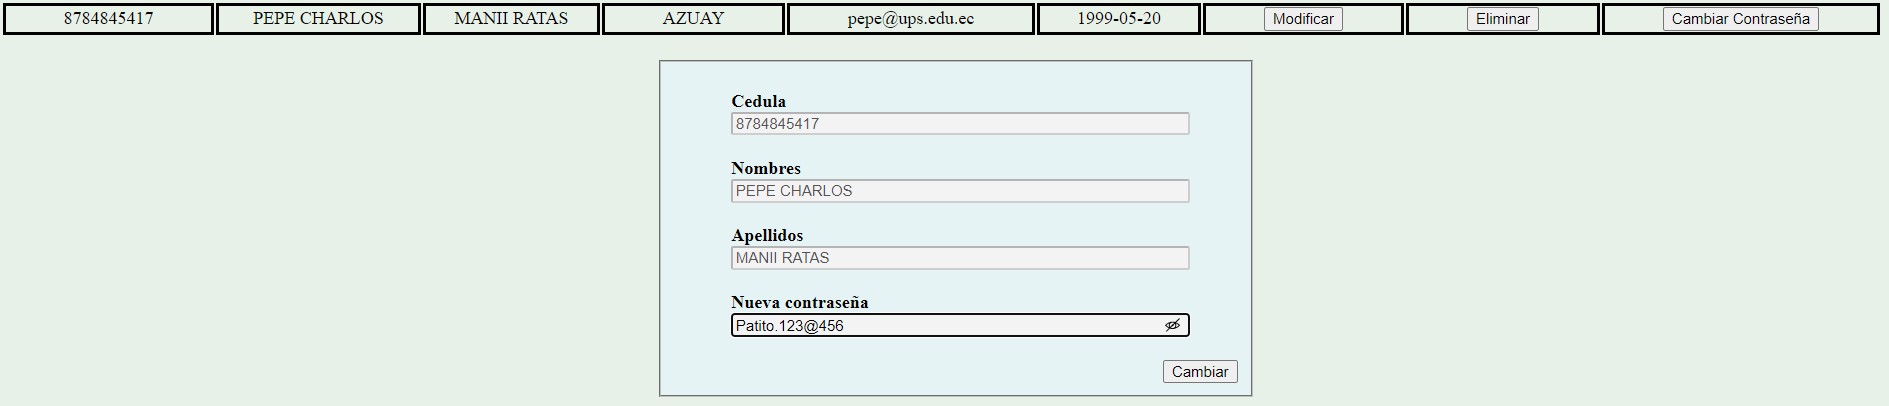 8784845417 PEPE CHARLOS MANII RATAS AZUAY pepe@ups.edu.ec 1999-05-20 Modificar Eliminar Cambiar Contraseña
Cedula
8784845417
Nombres
PEPE CHARLOS
Apellidos
MANII RATAS
Nueva contraseña
Patito.123@456
Cambiar